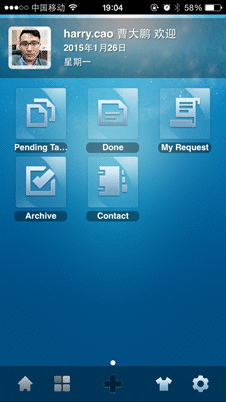 中国移动 19:04 58%
harry.cao 曹大鹏 欢迎
2015年1月26日
星期一
Pending Ta... Done My Request
Archive Contact